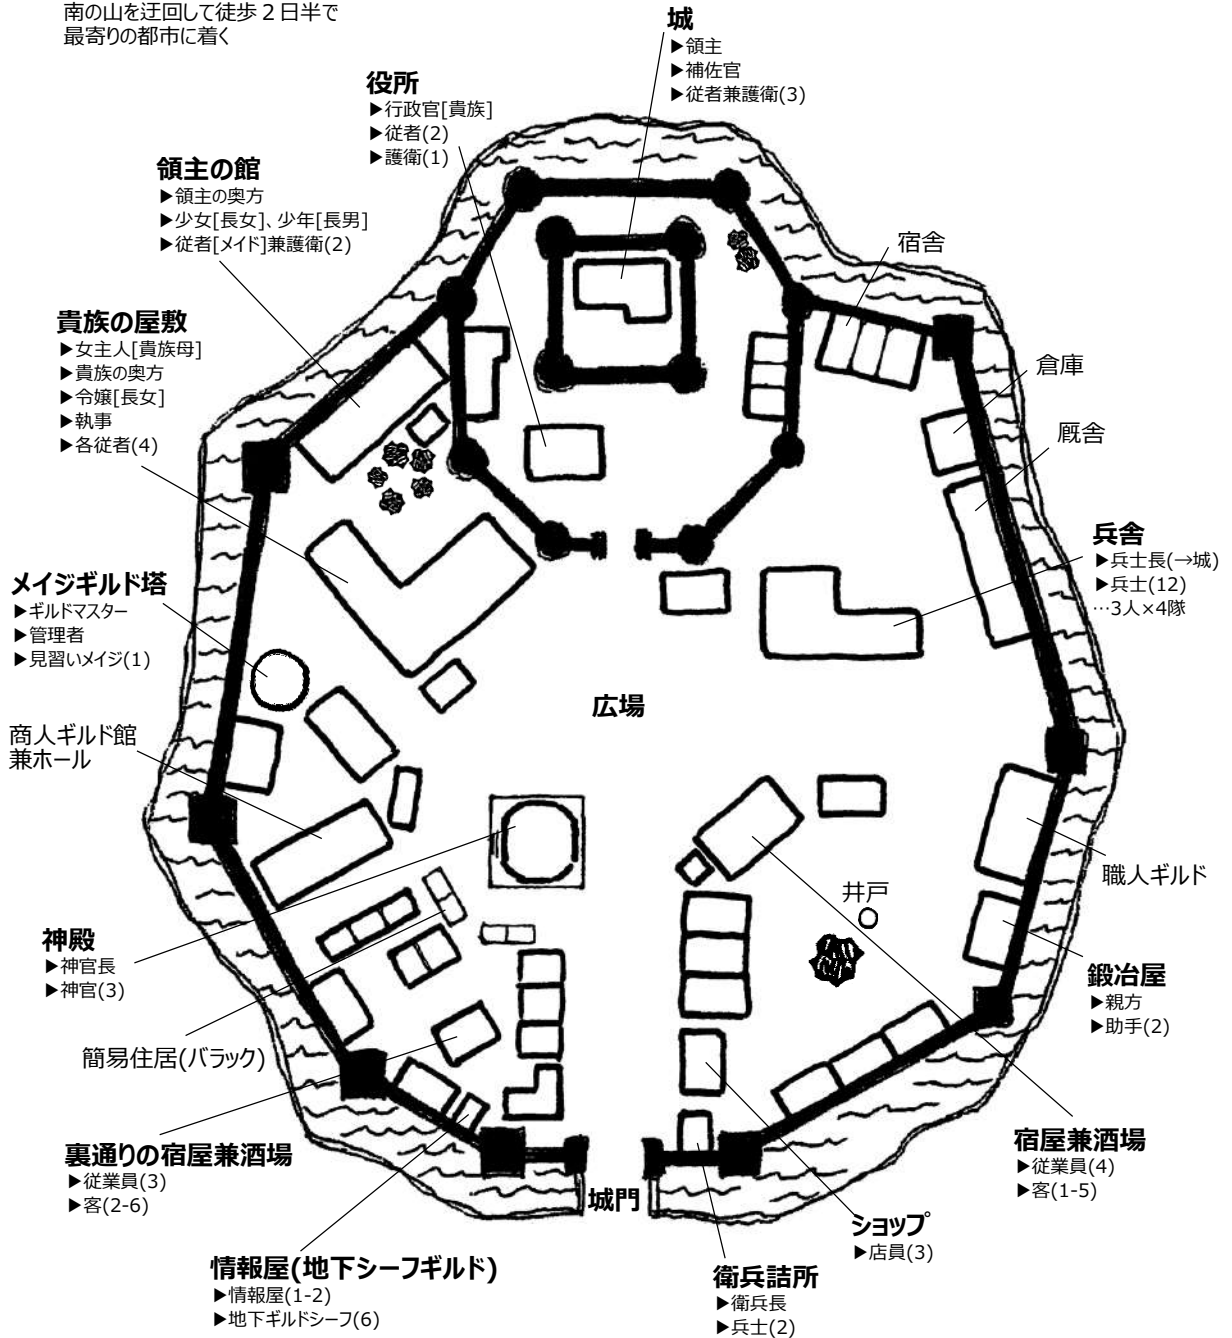 南の山を迂回して徒歩２日半で
最寄りの都市に着く
城
▶領主
▶補佐官
▶従者兼護衛(3)
役所
▶行政官[貴族]
▶従者(2)
▶護衛(1)
領主の館
▶領主の奥方
▶少女[長女]、少年[長男]
▶従者[メイド]兼護衛(2)
宿舎
貴族の屋敷
▶女主人[貴族母]
▶貴族の奥方
▶令嬢[長女]
▶執事
▶各従者(4)
倉庫
厩舎
兵舎
▶兵士長(→城)
▶兵士(12)
…3人×4隊
メイジギルド塔
▶ギルドマスター
▶管理者
▶見習いメイジ(1)
広場
商人ギルド館
兼ホール
職人ギルド
井戸
神殿
▶神官長
▶神官(3)
鍛冶屋
▶親方
▶助手(2)
簡易住居(バラック)
裏通りの宿屋兼酒場
▶従業員(3)
▶客(2-6)
宿屋兼酒場
▶従業員(4)
▶客(1-5)
城門
ショップ
▶店員(3)
情報屋(地下シーフギルド)
▶情報屋(1-2)
▶地下ギルドシーフ(6)
衛兵詰所
▶衛兵長
▶兵士(2)